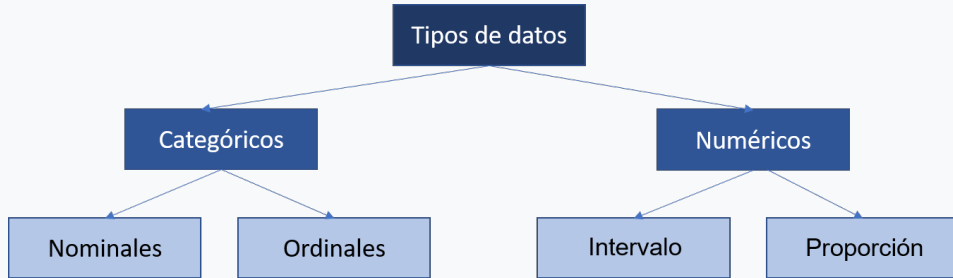 Tipos de datos
Categóricos
Numéricos
Nominales
Ordinales
Intervalo
Proporción